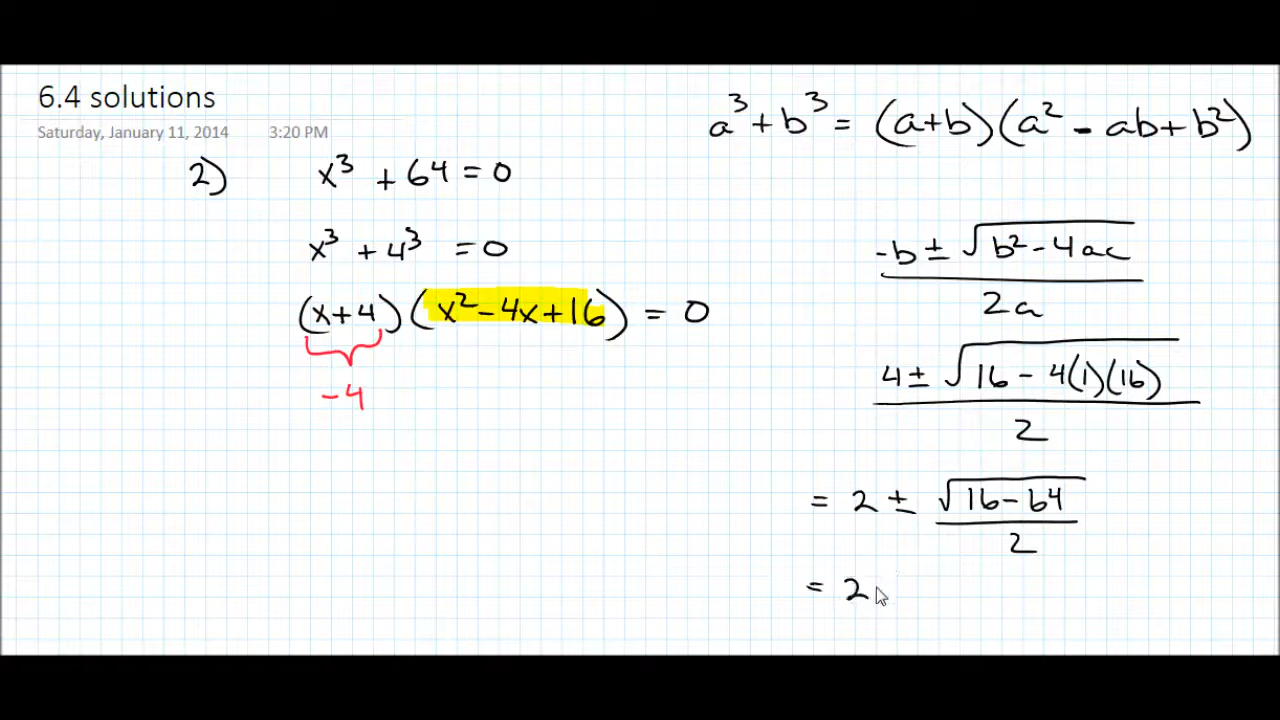 6.4 solutions
Saturday, January 11, 2014 3:20 PM
a³ + b³ = (a+b)(a² - ab + b²)
2) x³ + 64 = 0
x³ + 4³ = 0
(x+4)(x² - 4x + 16) = 0
-4
-b ± √(b² - 4ac)
2a
4 ± √(16 - 4(1)(16))
2
= 2 ± √(16 - 64)
2
= 2